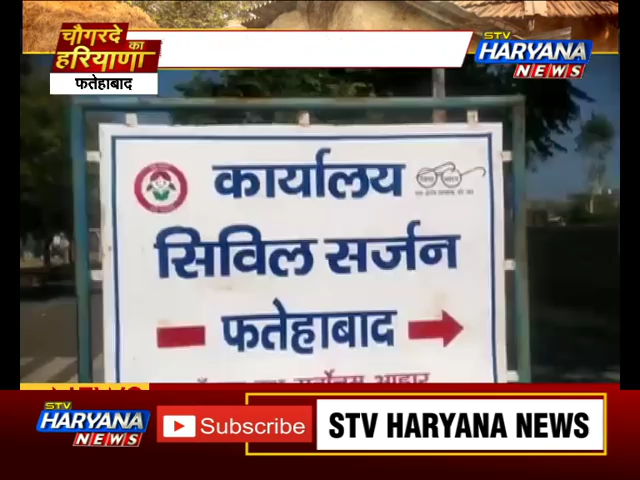 चौगरदे
का
हरियाणा
फतेहाबाद
STV
HARYANA
NEWS
कार्यालय
सिविल सर्जन
फतेहाबाद
STV
HARYANA
NEWS
Subscribe
STV HARYANA NEWS